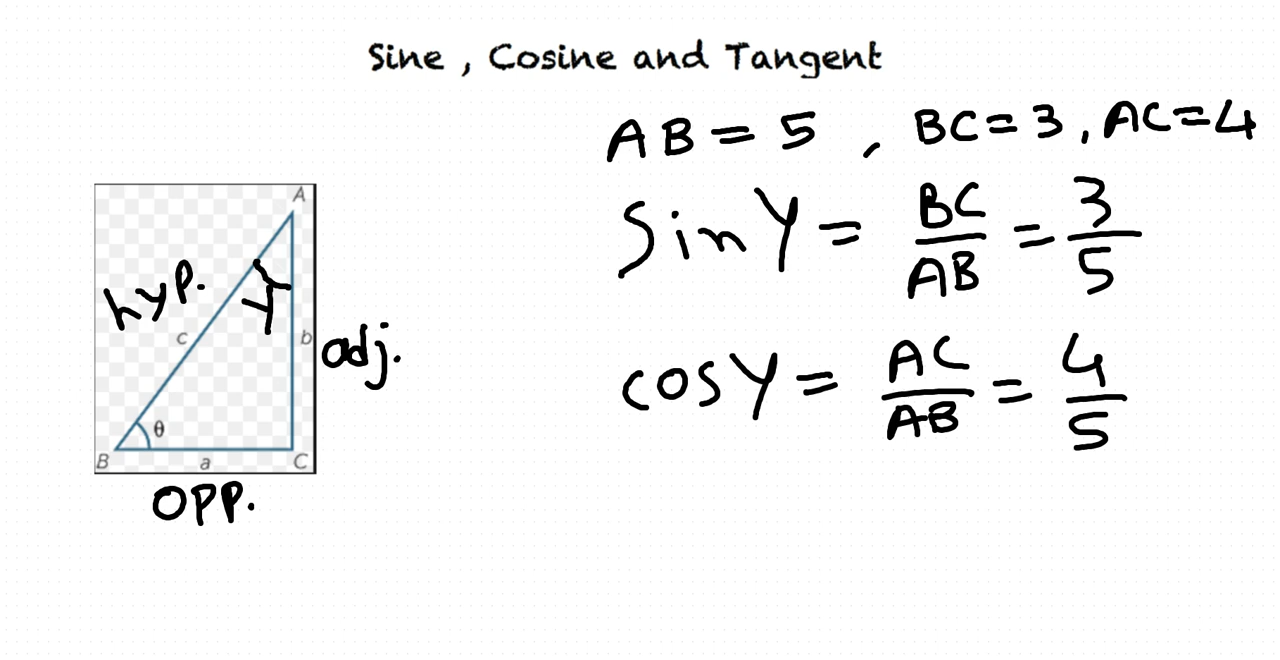 Sine , Cosine and Tangent
AB = 5 , BC = 3 , AC = 4
Sin Y = BC/AB = 3/5
cos Y = AC/AB = 4/5
A
hyp.
Y
c
b
adj.
θ
B
a
C
opp.